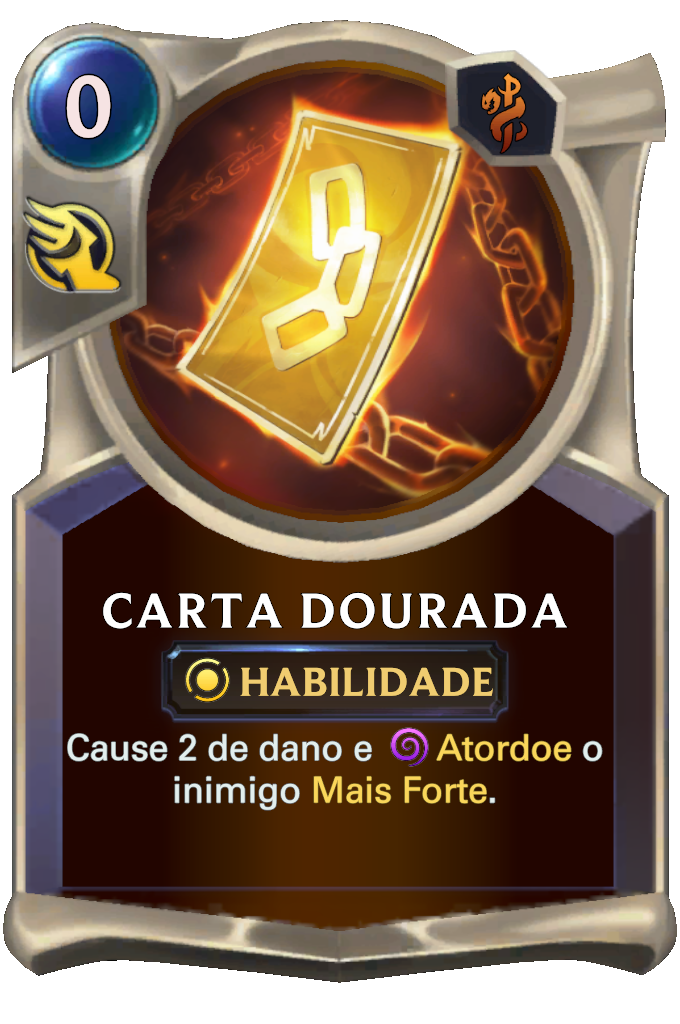 0
CARTA DOURADA
HABILIDADE
Cause 2 de dano e Atordoe o
inimigo Mais Forte.